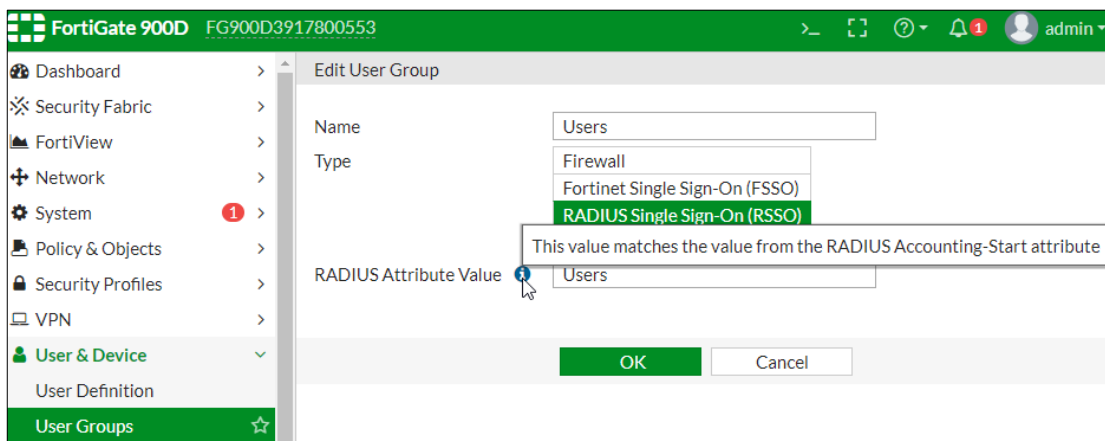 FortiGate 900D FG900D3917800553 >_ 1 admin
Dashboard
Security Fabric
FortiView
Network
System 1
Policy & Objects
Security Profiles
VPN
User & Device
User Definition
User Groups
Edit User Group
Name Users
Type Firewall
Fortinet Single Sign-On (FSSO)
RADIUS Single Sign-On (RSSO)
This value matches the value from the RADIUS Accounting-Start attribute
RADIUS Attribute Value Users
OK Cancel